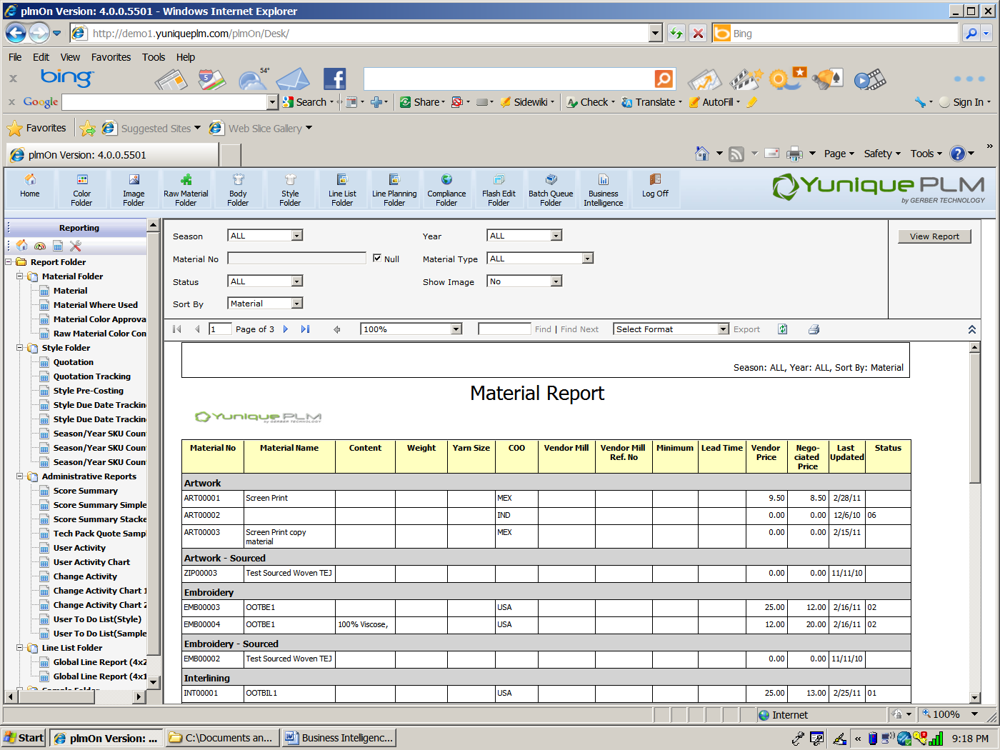 plmOn Version: 4.0.0.5501 - Windows Internet Explorer
http://demo1.yuniqueplm.com/plmOn/Desk/
Bing
File Edit View Favorites Tools Help
x bing 54°
x Google Search Share Sidewiki Check Translate AutoFill Sign In
Favorites Suggested Sites Web Slice Gallery
plmOn Version: 4.0.0.5501
Page Safety Tools »
Home
Color Folder
Image Folder
Raw Material Folder
Body Folder
Style Folder
Line List Folder
Line Planning Folder
Compliance Folder
Flash Edit Folder
Batch Queue Folder
Business Intelligence
Log Off
Yunique PLM
by GERBER TECHNOLOGY
Reporting
Report Folder
Material Folder
Material
Material Where Used
Material Color Approva
Raw Material Color Con
Style Folder
Quotation
Quotation Tracking
Style Pre-Costing
Style Due Date Trackin
Style Due Date Trackin
Season/Year SKU Coun
Season/Year SKU Coun
Season/Year SKU Coun
Administrative Reports
Score Summary
Score Summary Simple
Score Summary Stacke
Tech Pack Quote Sampl
User Activity
User Activity Chart
Change Activity
Change Activity Chart 1
Change Activity Chart 2
User To Do List(Style)
User To Do List(Sample
Line List Folder
Global Line Report (4x2
Global Line Report (4x1
Sample Folder
Season ALL Year ALL View Report
Material No Null Material Type ALL
Status ALL Show Image No
Sort By Material
1 Page of 3 100% Find | Find Next Select Format Export
Season: ALL, Year: ALL, Sort By: Material
Material Report
Yunique PLM
by GERBER TECHNOLOGY
Material No Material Name Content Weight Yarn Size COO Vendor Mill Vendor Mill Ref. No Minimum Lead Time Vendor Price Nego-ciated Price Last Updated Status
Artwork
ART00001 Screen Print MEX 9.50 8.50 2/28/11
ART00002 IND 0.00 0.00 12/6/10 06
ART00003 Screen Print copy material MEX 0.00 0.00 2/15/11
Artwork - Sourced
ZIP00003 Test Sourced Woven TEJ 0.00 0.00 11/11/10
Embroidery
EMB00003 OOTBE1 USA 25.00 12.00 2/16/11 02
EMB00004 OOTBE1 100% Viscose, USA 12.00 20.00 2/16/11 02
Embroidery - Sourced
EMB00002 Test Sourced Woven TEJ 0.00 0.00 11/11/10
Interlining
INT00001 OOTBIL1 USA 25.00 13.00 2/25/11 01
Internet 100%
Start plmOn Version: ... C:\Documents an... Business Intelligenc... « 9:18 PM